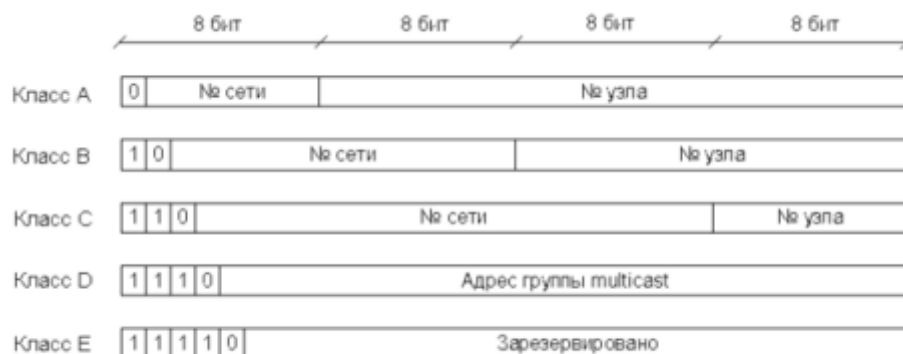 8 бит 8 бит 8 бит 8 бит
Класс A 0 № сети № узла
Класс B 1 0 № сети № узла
Класс C 1 1 0 № сети № узла
Класс D 1 1 1 0 Адрес группы multicast
Класс E 1 1 1 1 0 Зарезервировано